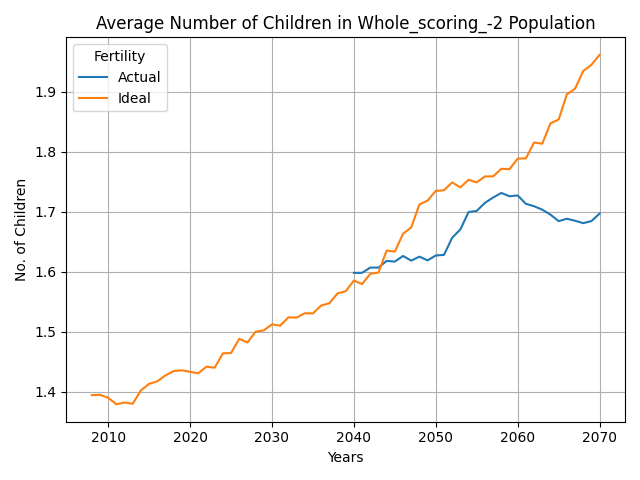 Average Number of Children in Whole_scoring_-2 Population
Fertility
Actual
Ideal
No. of Children
1.9
1.8
1.7
1.6
1.5
1.4
2010 2020 2030 2040 2050 2060 2070
Years